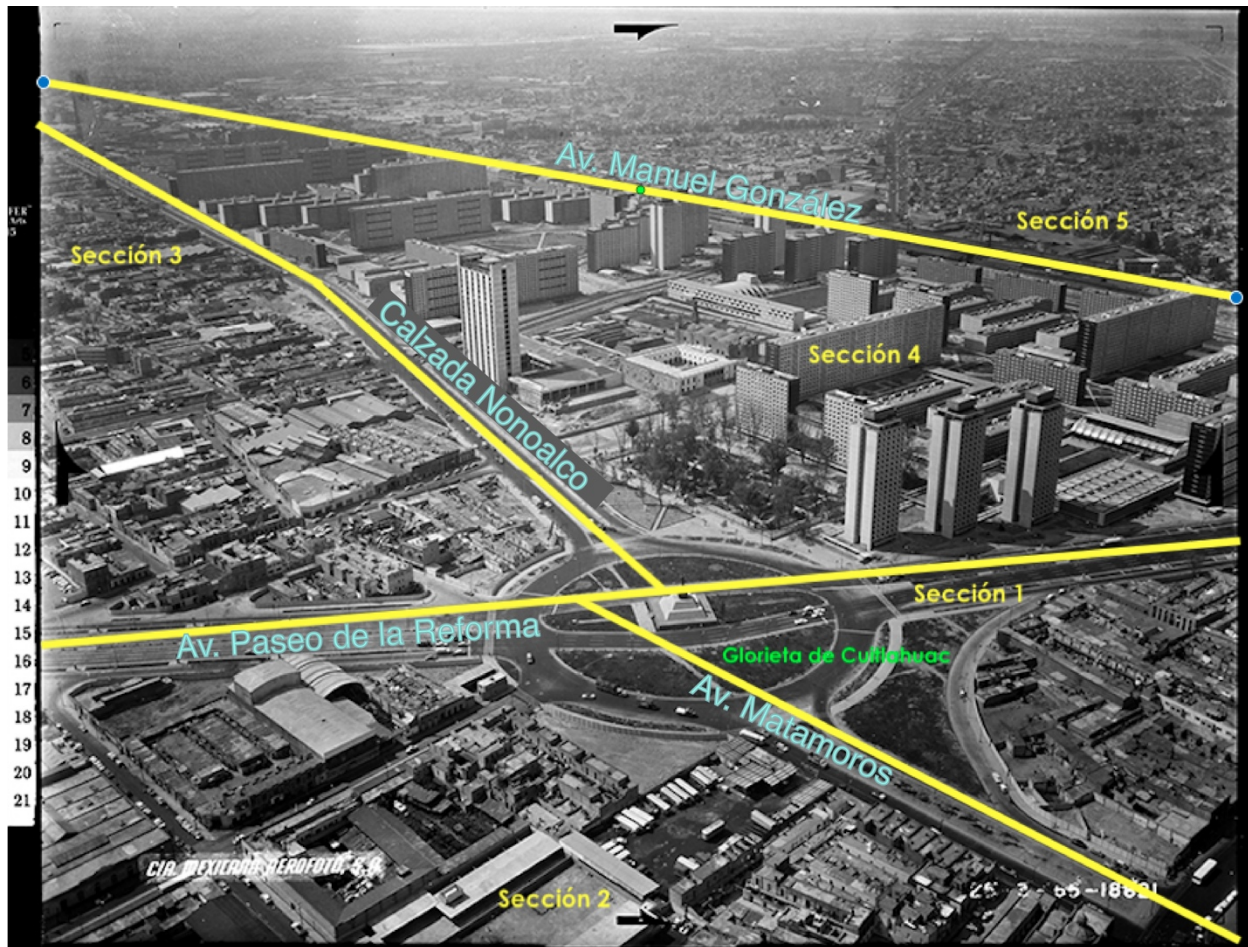 Av. Manuel González
Sección 5
Sección 3
Calzada Nonoalco
Sección 4
6
7
8
9
10
11
12
13
14
15
16
17
18
19
20
21
Sección 1
Av. Paseo de la Reforma
Glorieta de Cuitlahuac
Av. Matamoros
CIA. MEXICANA AEROFOTO, S.A.
Sección 2